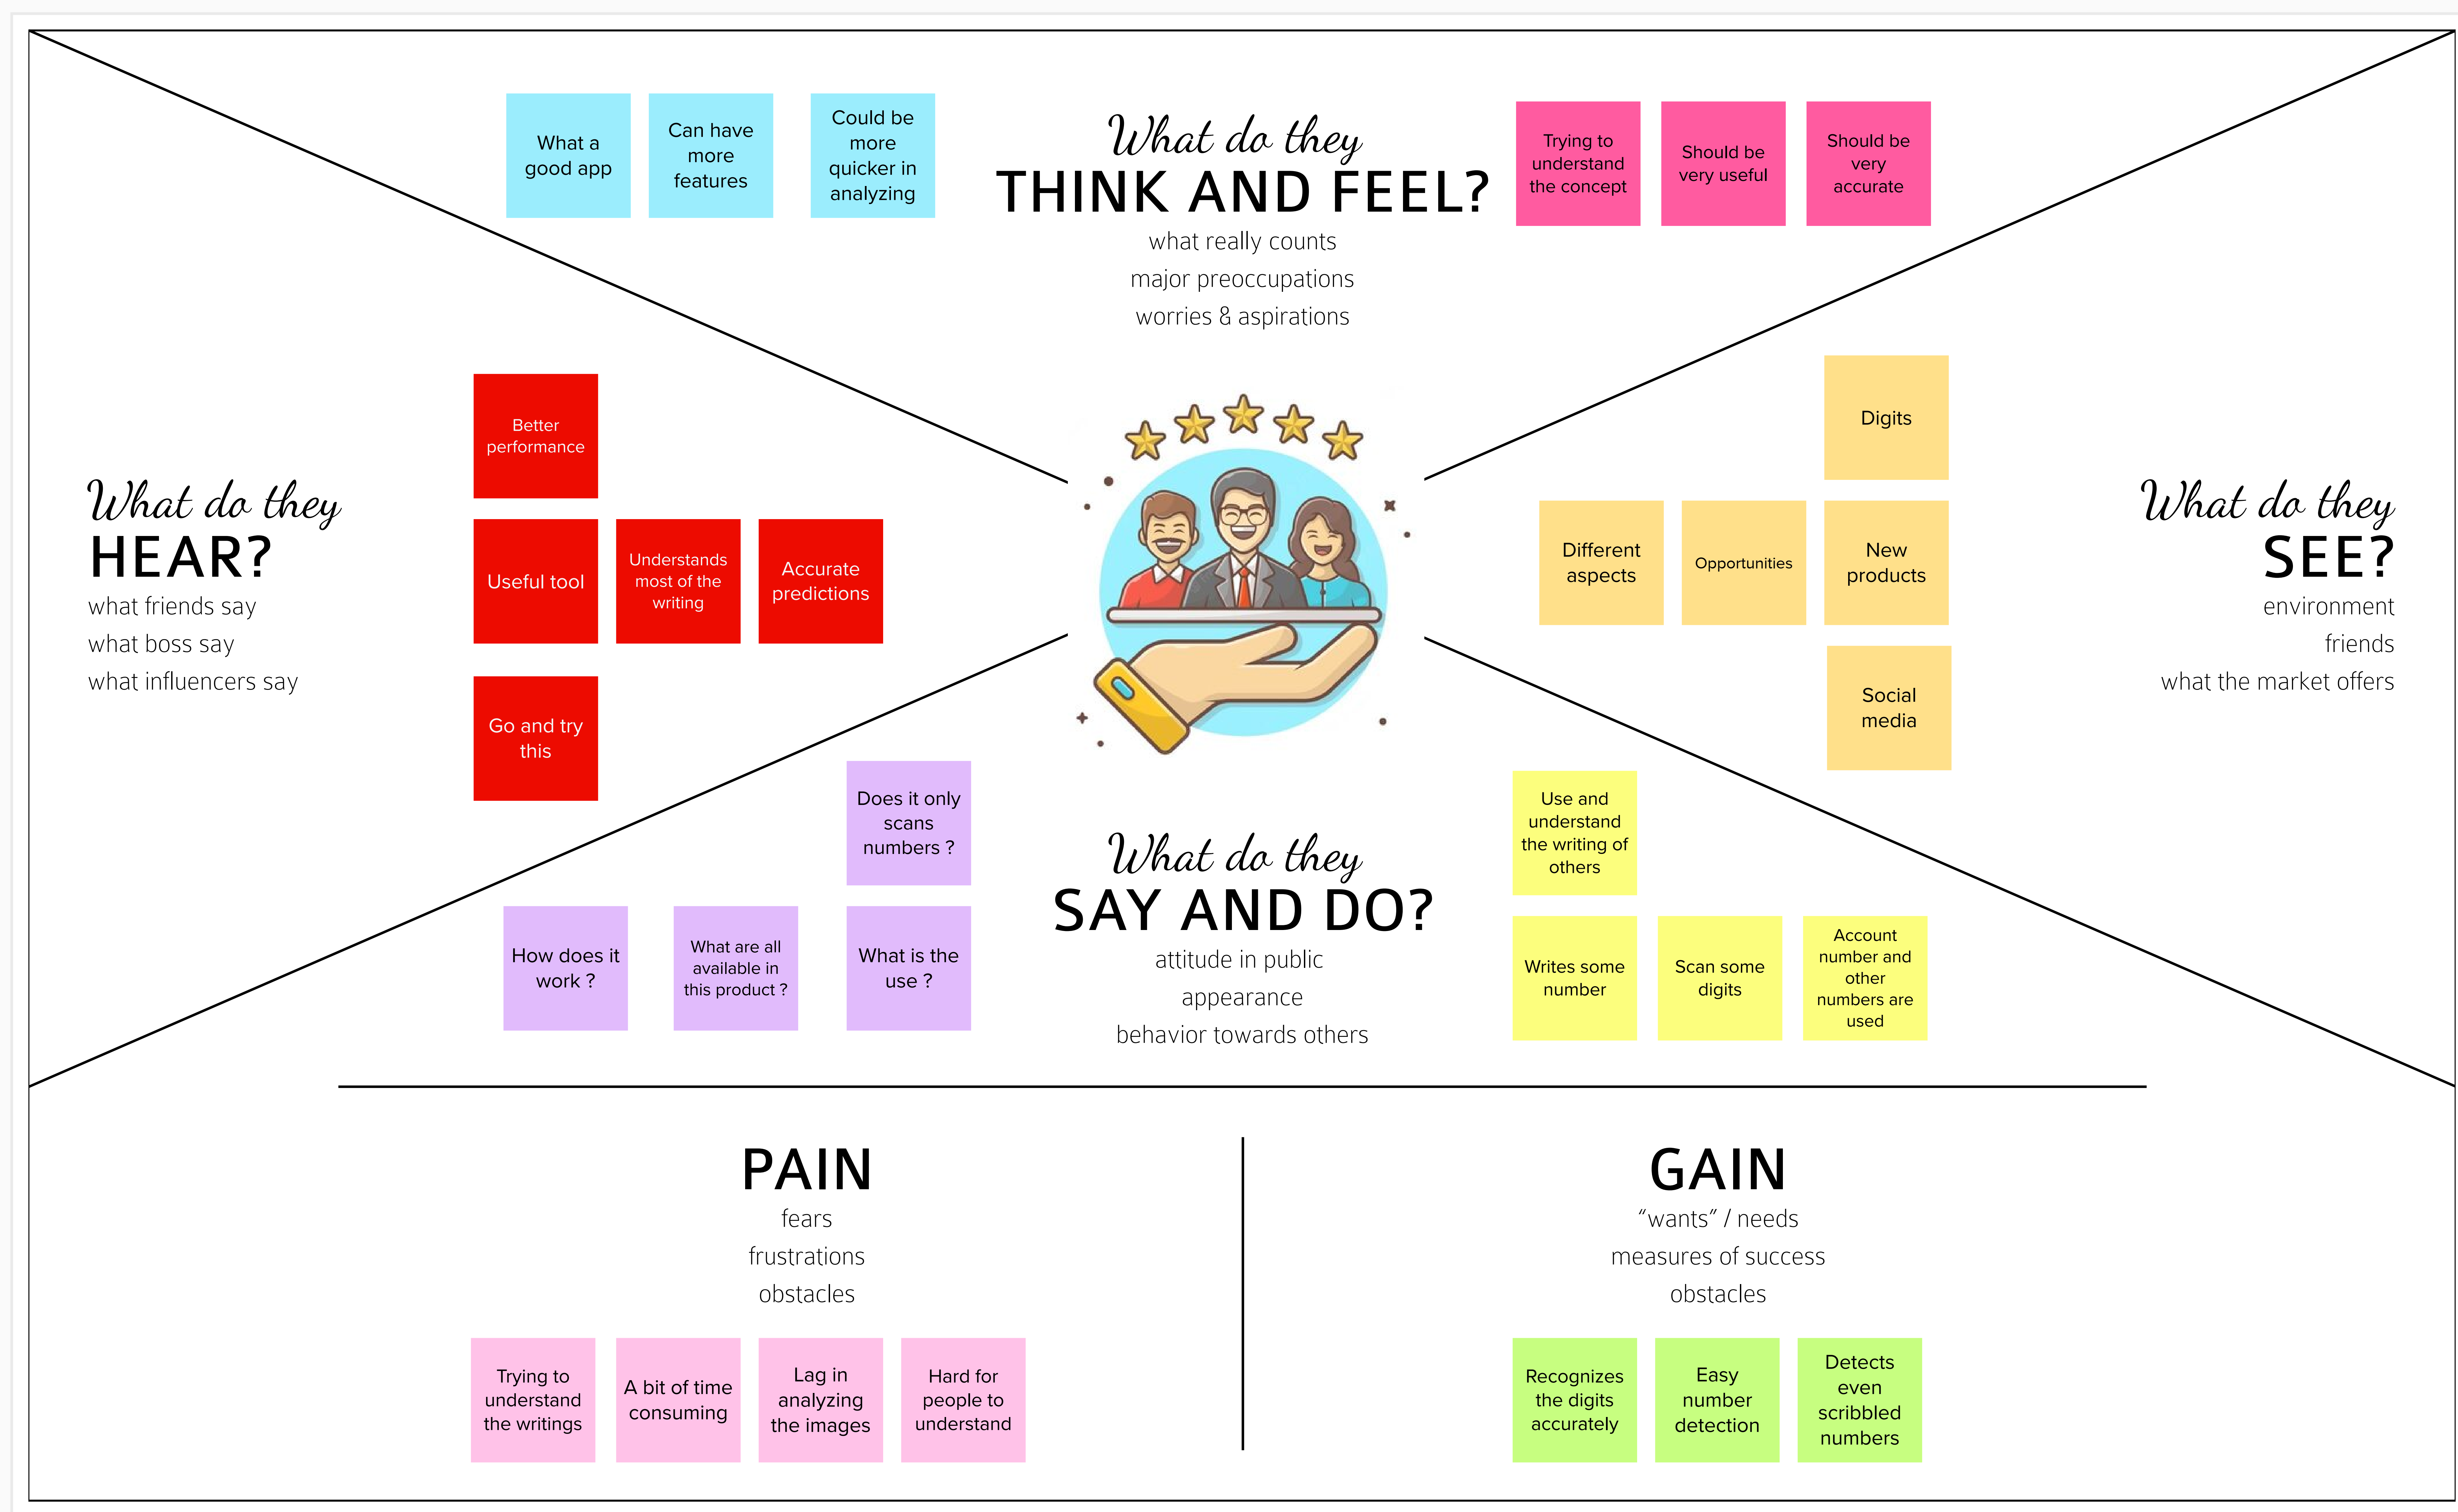 What a
good app
Can have
more
features
Could be
more
quicker in
analyzing
What do they
THINK AND FEEL?
what really counts
major preoccupations
worries & aspirations
Trying to
understand
the concept
Should be
very useful
Should be
very
accurate
What do they
HEAR?
what friends say
what boss say
what influencers say
Better
performance
Useful tool
Understands
most of the
writing
Accurate
predictions
Go and try
this
Digits
Different
aspects
Opportunities
New
products
Social
media
What do they
SEE?
environment
friends
what the market offers
Does it only
scans
numbers ?
How does it
work ?
What are all
available in
this product ?
What is the
use ?
What do they
SAY AND DO?
attitude in public
appearance
behavior towards others
Use and
understand
the writing of
others
Writes some
number
Scan some
digits
Account
number and
other
numbers are
used
PAIN
fears
frustrations
obstacles
Trying to
understand
the writings
A bit of time
consuming
Lag in
analyzing
the images
Hard for
people to
understand
GAIN
“wants” / needs
measures of success
obstacles
Recognizes
the digits
accurately
Easy
number
detection
Detects
even
scribbled
numbers